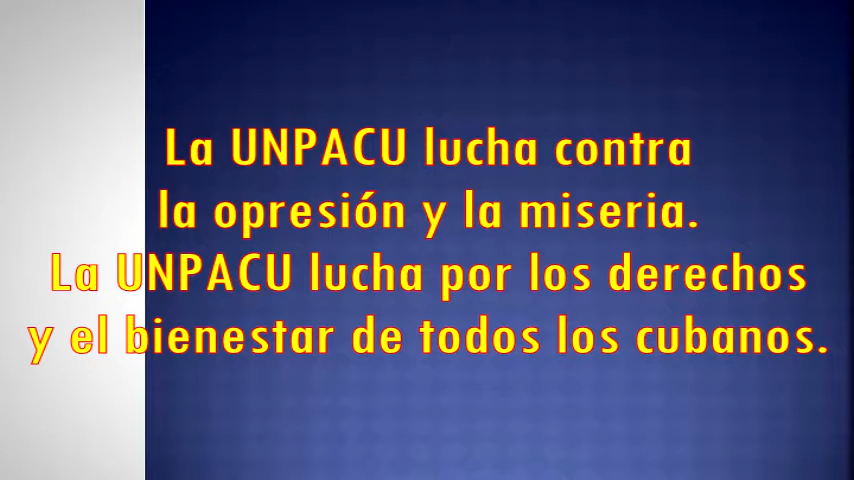 La UNPACU lucha contra
la opresión y la miseria.
La UNPACU lucha por los derechos
y el bienestar de todos los cubanos.